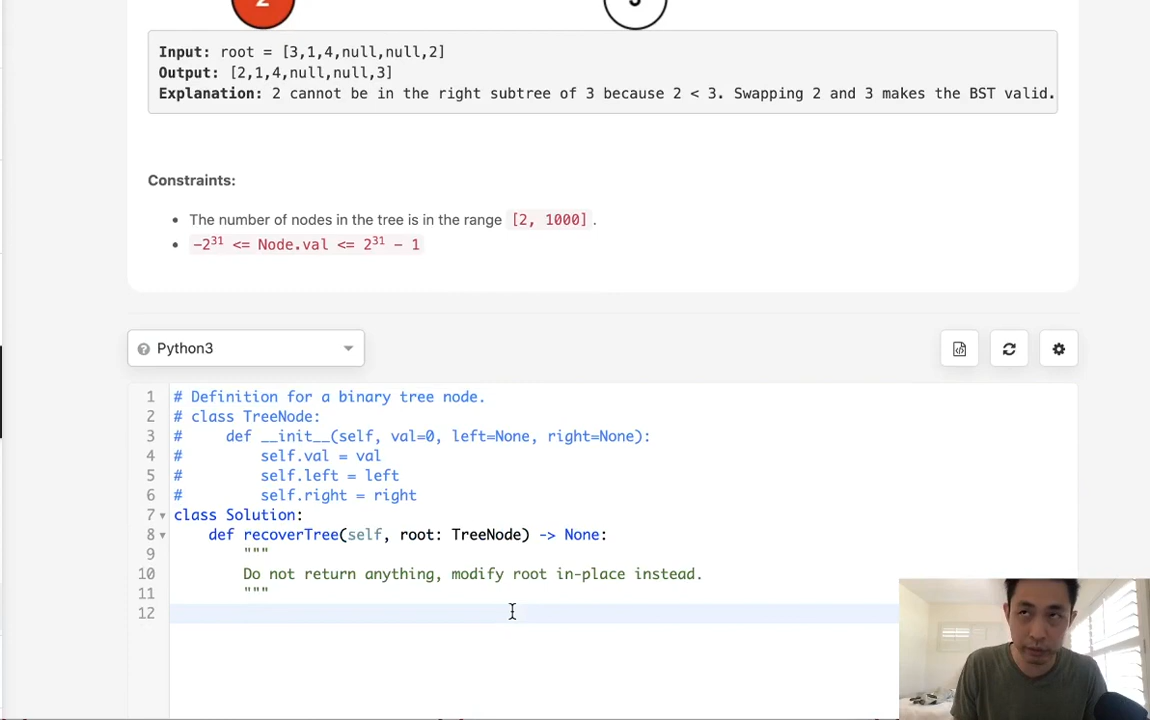 2
3
Input: root = [3,1,4,null,null,2]
Output: [2,1,4,null,null,3]
Explanation: 2 cannot be in the right subtree of 3 because 2 < 3. Swapping 2 and 3 makes the BST valid.
Constraints:
• The number of nodes in the tree is in the range [2, 1000] .
• -2^31 <= Node.val <= 2^31 - 1
Python3
1 # Definition for a binary tree node.
2 # class TreeNode:
3 #     def __init__(self, val=0, left=None, right=None):
4 #         self.val = val
5 #         self.left = left
6 #         self.right = right
7 class Solution:
8     def recoverTree(self, root: TreeNode) -> None:
9         """
10         Do not return anything, modify root in-place instead.
11         """
12